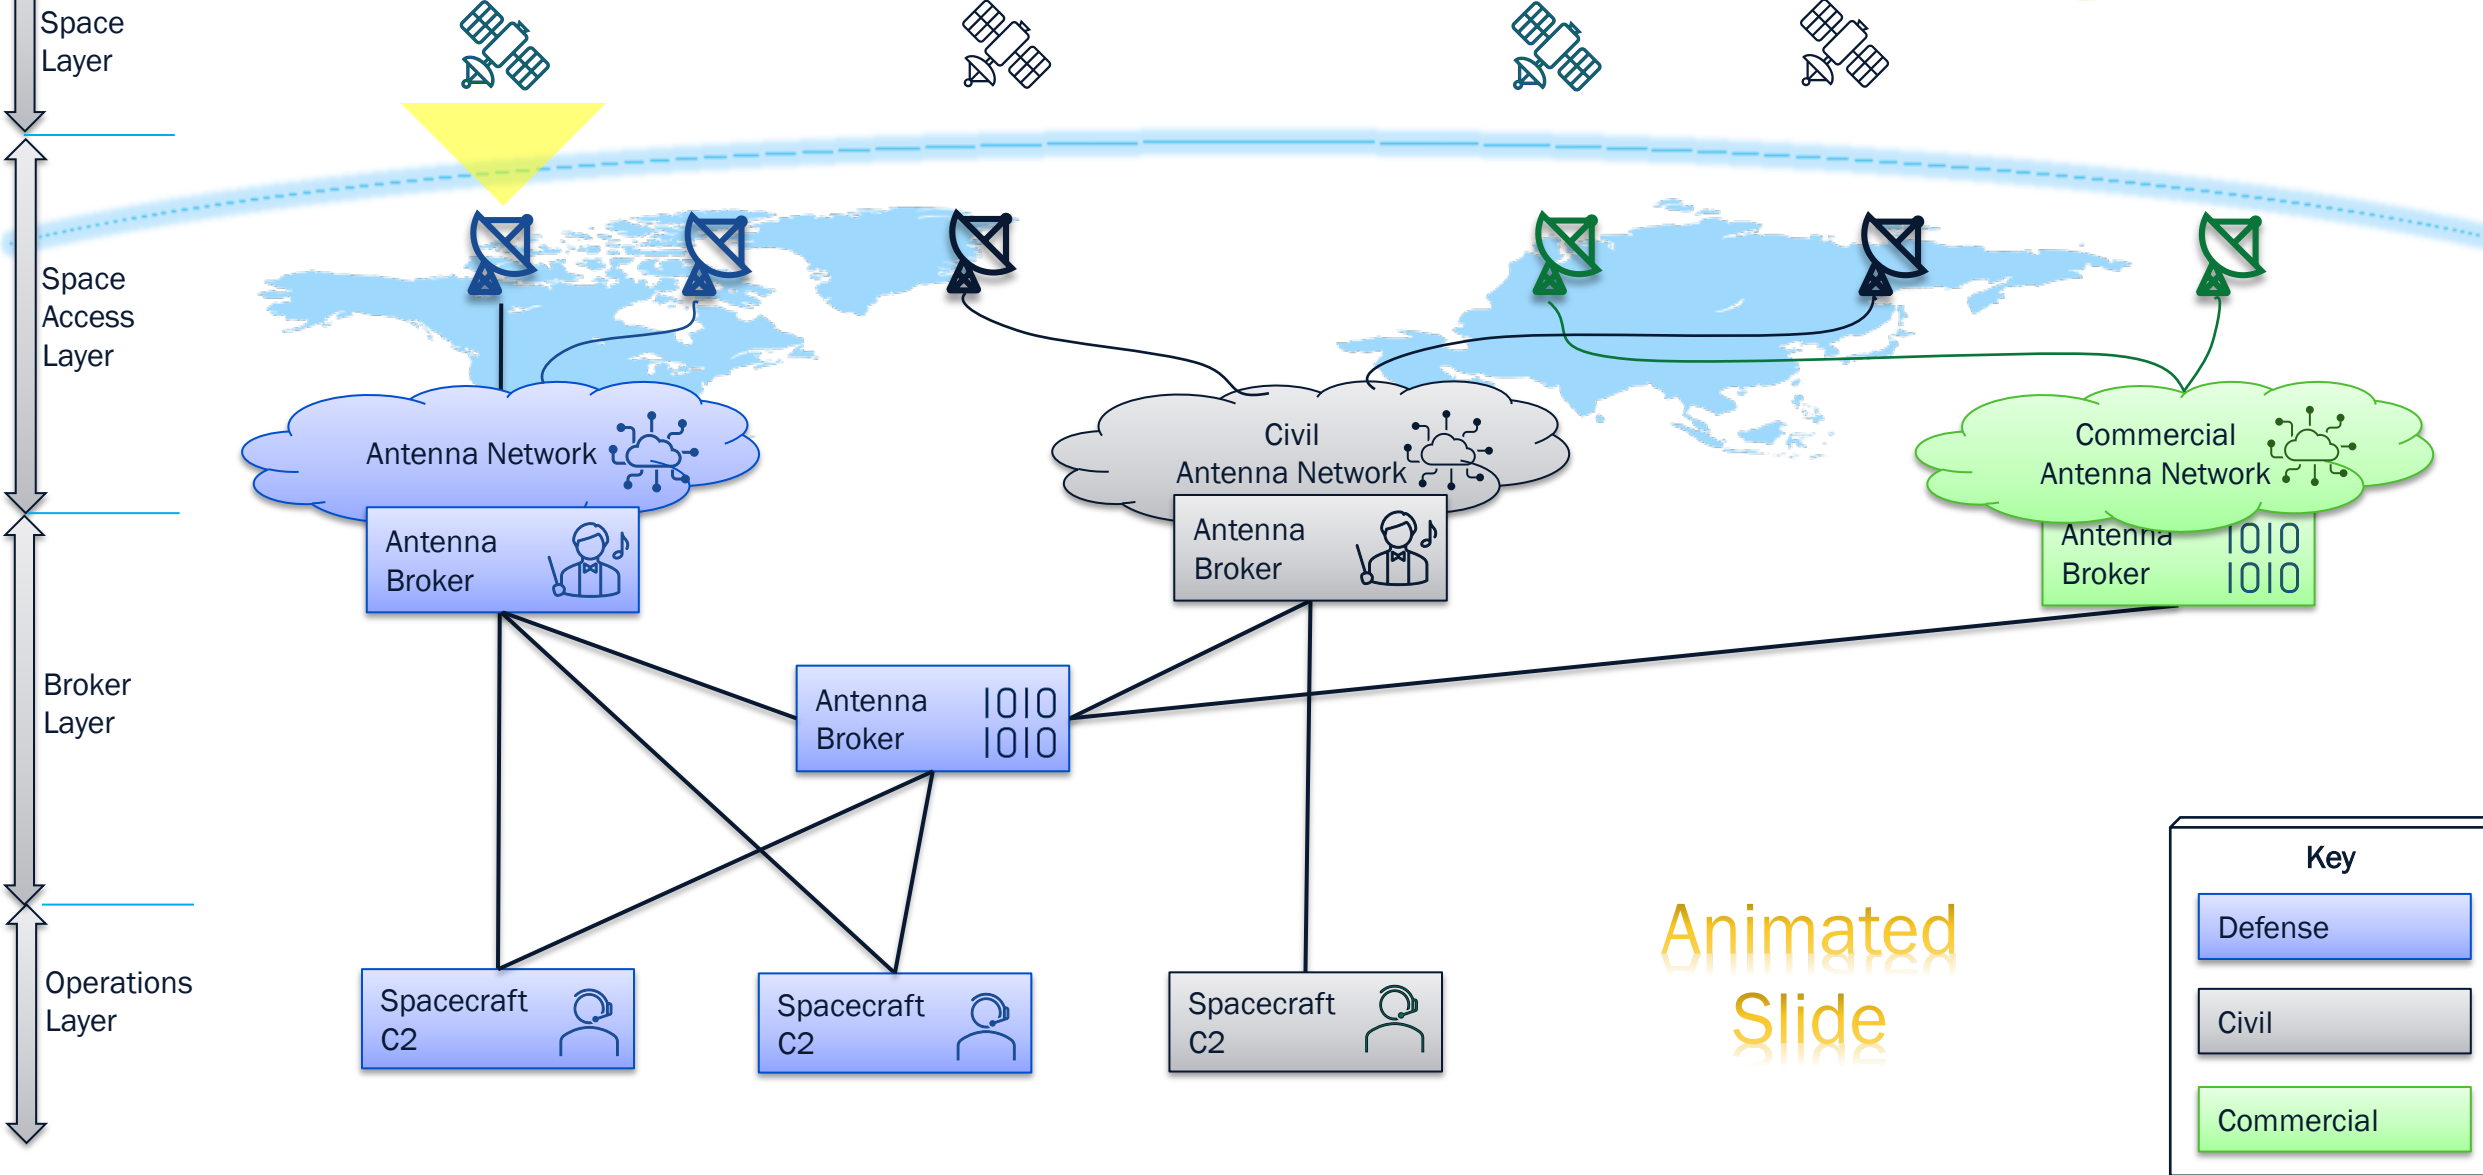 Space
Layer
Space
Access
Layer
Antenna Network
Civil
Antenna Network
Commercial
Antenna Network
Antenna
Broker
Antenna
Broker
Antenna
Broker
1010
1010
Broker
Layer
Antenna
Broker
1010
1010
Operations
Layer
Spacecraft
C2
Spacecraft
C2
Spacecraft
C2
Animated
Slide
Key
Defense
Civil
Commercial